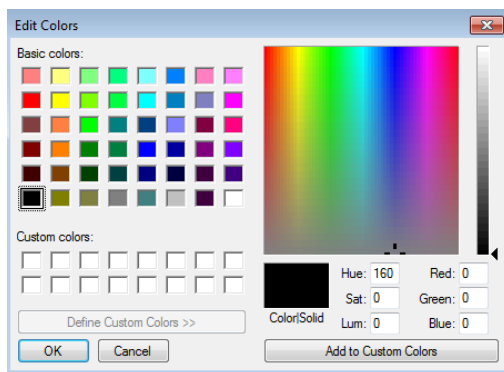 Edit Colors
Basic colors:
Custom colors:
Define Custom Colors >>
OK Cancel
Color|Solid
Hue: 160 Red: 0
Sat: 0 Green: 0
Lum: 0 Blue: 0
Add to Custom Colors